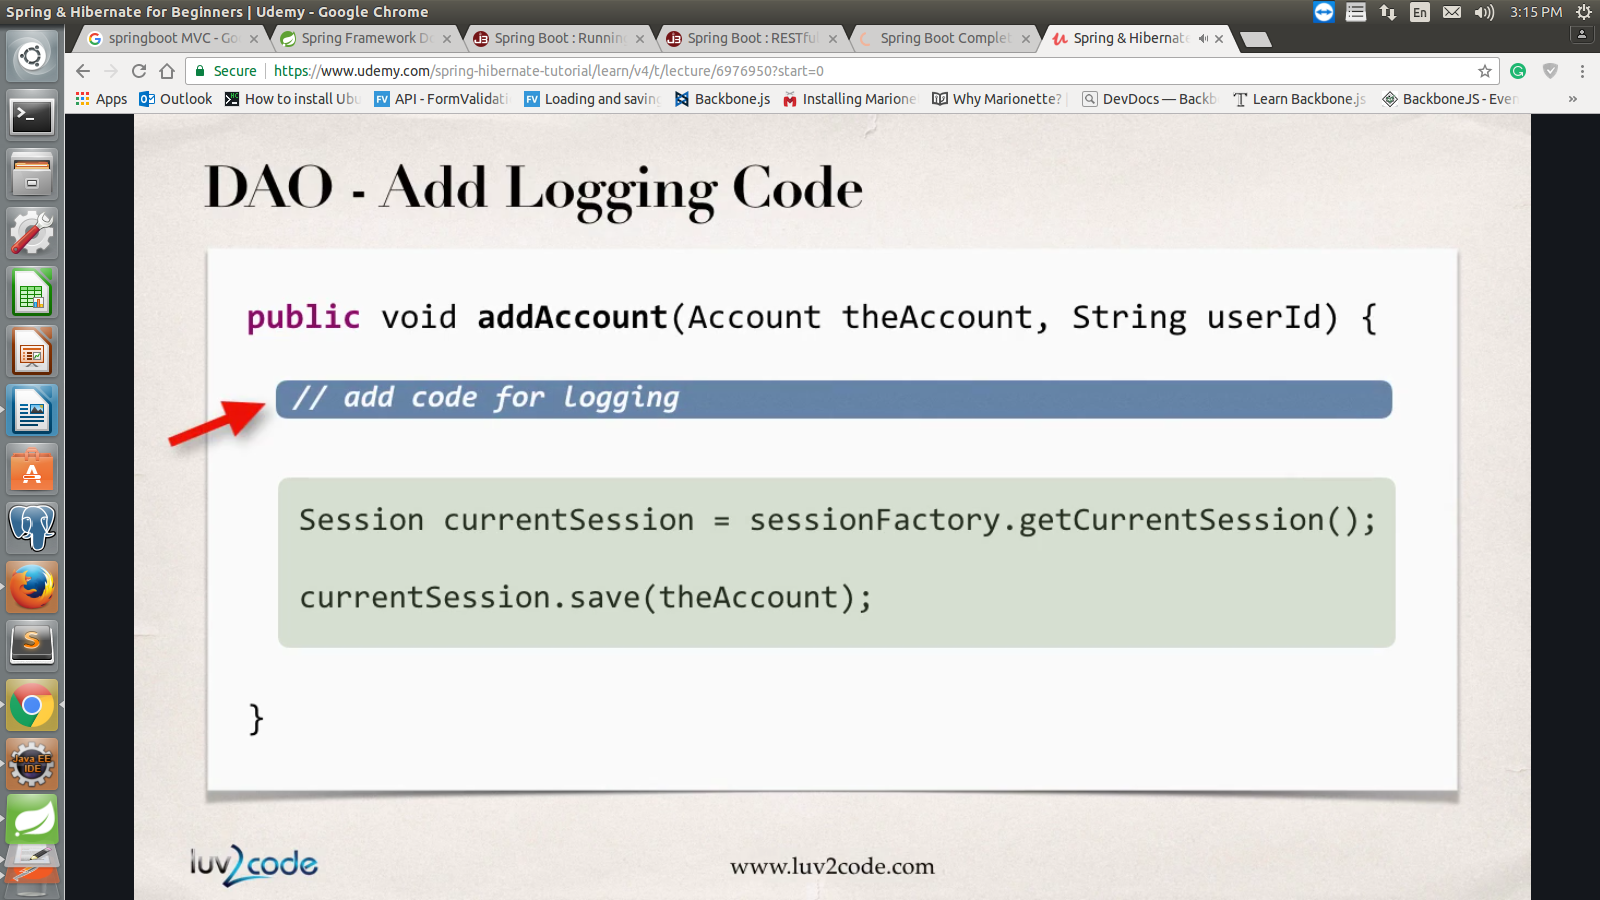 Spring & Hibernate for Beginners | Udemy - Google Chrome
En
3:15 PM
springboot MVC - Go
Spring Framework D
Spring Boot : Runnin
Spring Boot : RESTfu
Spring Boot Complet
Spring & Hibernate
Secure
https://www.udemy.com/spring-hibernate-tutorial/learn/v4/t/lecture/6976950?start=0
Apps
Outlook
How to install Ubu
API - FormValidati
Loading and saving
Backbone.js
Installing Marione
Why Marionette?
DevDocs — Backb
Learn Backbone.js
BackboneJS - Ever
»
DAO - Add Logging Code
public void addAccount(Account theAccount, String userId) {
// add code for logging
Session currentSession = sessionFactory.getCurrentSession();
currentSession.save(theAccount);
}
Java EE
IDE
luv2code
www.luv2code.com